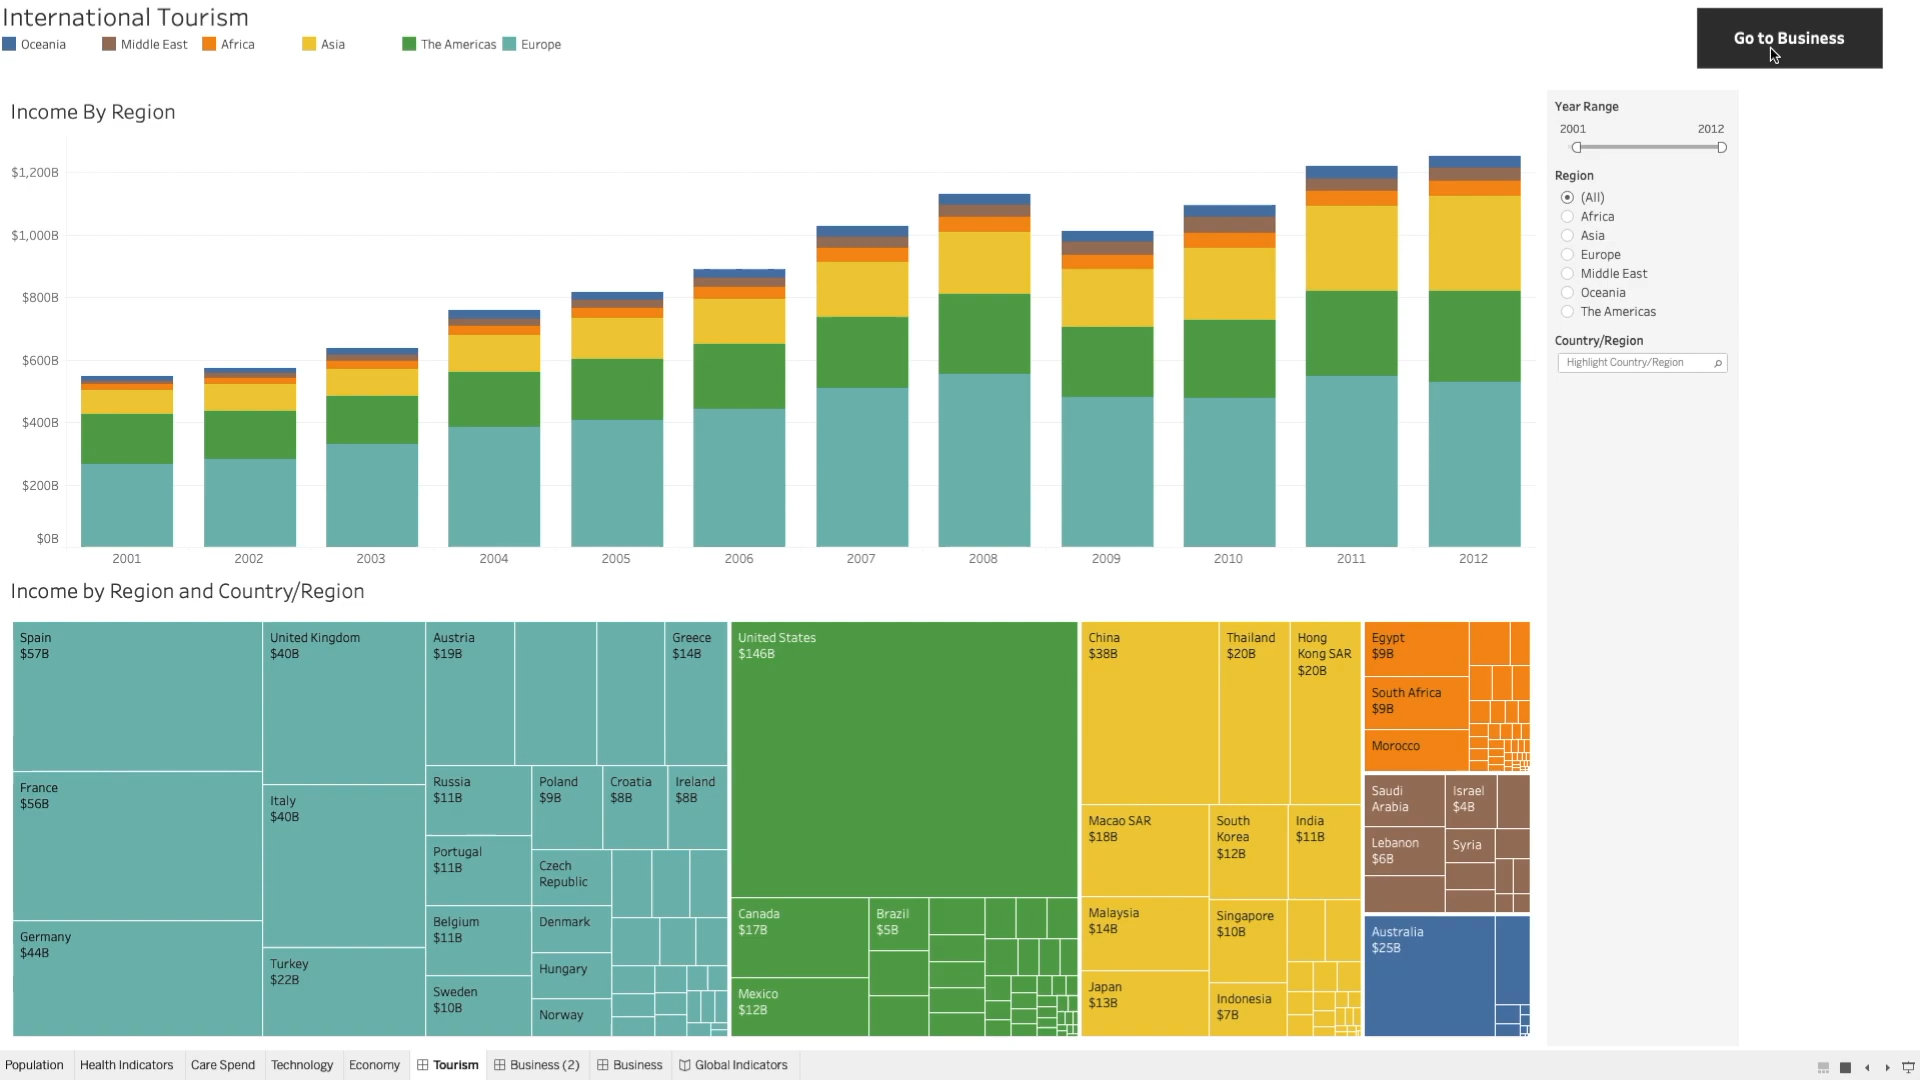 International Tourism
Oceania Middle East Africa Asia The Americas Europe
Go to Business
Income By Region
$1,200B
$1,000B
$800B
$600B
$400B
$200B
$0B
2001 2002 2003 2004 2005 2006 2007 2008 2009 2010 2011 2012
Year Range
2001 2012
Region
(All)
Africa
Asia
Europe
Middle East
Oceania
The Americas
Country/Region
Highlight Country/Region
Income by Region and Country/Region
Spain
$57B
France
$56B
Germany
$44B
United Kingdom
$40B
Italy
$40B
Turkey
$22B
Austria
$19B
Greece
$14B
Russia
$11B
Poland
$9B
Croatia
$8B
Ireland
$8B
Portugal
$11B
Czech
Republic
Belgium
$11B
Denmark
Hungary
Sweden
$10B
Norway
United States
$146B
Canada
$17B
Brazil
$5B
Mexico
$12B
China
$38B
Thailand
$20B
Hong
Kong SAR
$20B
Macao SAR
$18B
South
Korea
$12B
India
$11B
Malaysia
$14B
Singapore
$10B
Japan
$13B
Indonesia
$7B
Egypt
$9B
South Africa
$9B
Morocco
Saudi
Arabia
Israel
$4B
Lebanon
$6B
Syria
Australia
$25B
Population Health Indicators Care Spend Technology Economy Tourism Business (2) Business Global Indicators